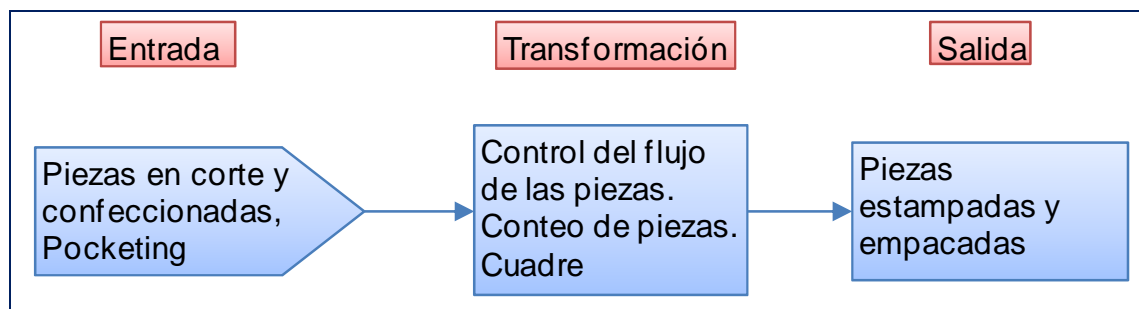 Entrada
Transformación
Salida
Piezas en corte y
confeccionadas,
Pocketing
Control del flujo
de las piezas.
Conteo de piezas.
Cuadre
Piezas
estampadas y
empacadas